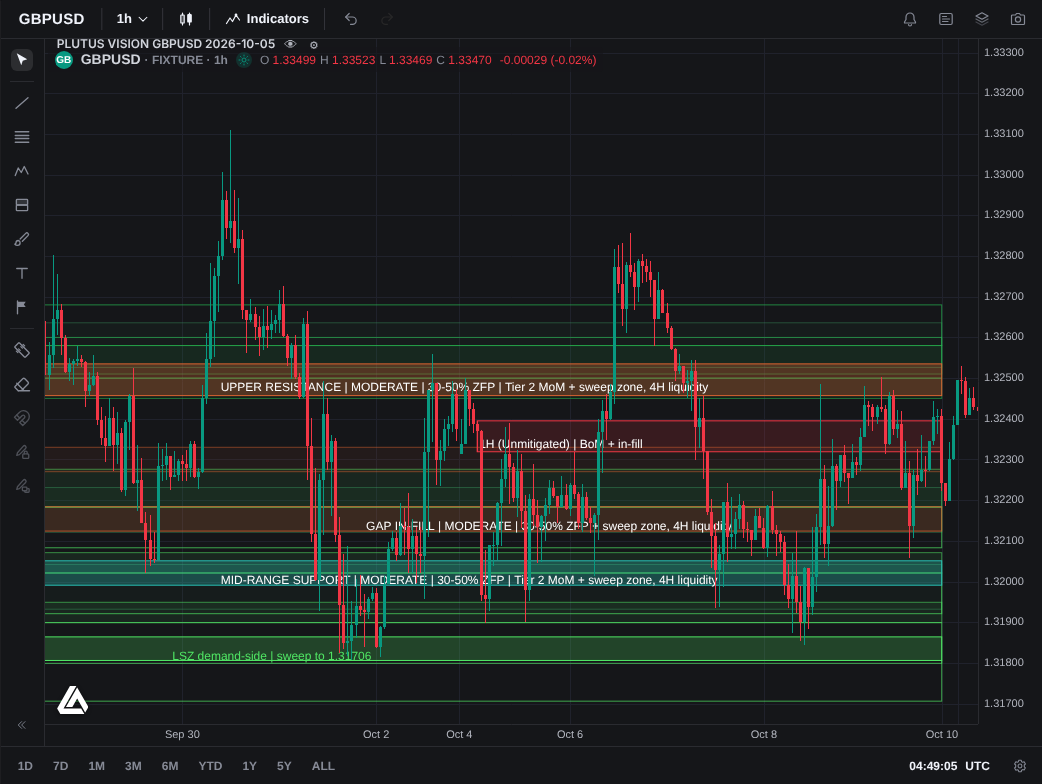 GBPUSD 1h Indicators
PLUTUS VISION GBPUSD 2026-10-05
GB GBPUSD · FIXTURE · 1h O 1.33499 H 1.33523 L 1.33469 C 1.33470 -0.00029 (-0.02%)
1.33300
1.33200
1.33100
1.33000
1.32900
1.32800
1.32700
1.32600
1.32500
UPPER RESISTANCE | MODERATE | 30-50% ZFP | Tier 2 MoM + sweep zone, 4H liquidity
1.32400
LH (Unmitigated) | BoM + in-fill
1.32300
1.32200
GAP IN-FILL | MODERATE | 30-50% ZFP + sweep zone, 4H liquidity
1.32100
MID-RANGE SUPPORT | MODERATE | 30-50% ZFP | Tier 2 MoM + sweep zone, 4H liquidity
1.32000
1.31900
LSZ demand-side | sweep to 1.31706
1.31800
1.31700
Sep 30 Oct 2 Oct 4 Oct 6 Oct 8 Oct 10
1D 7D 1M 3M 6M YTD 1Y 5Y ALL 04:49:05 UTC